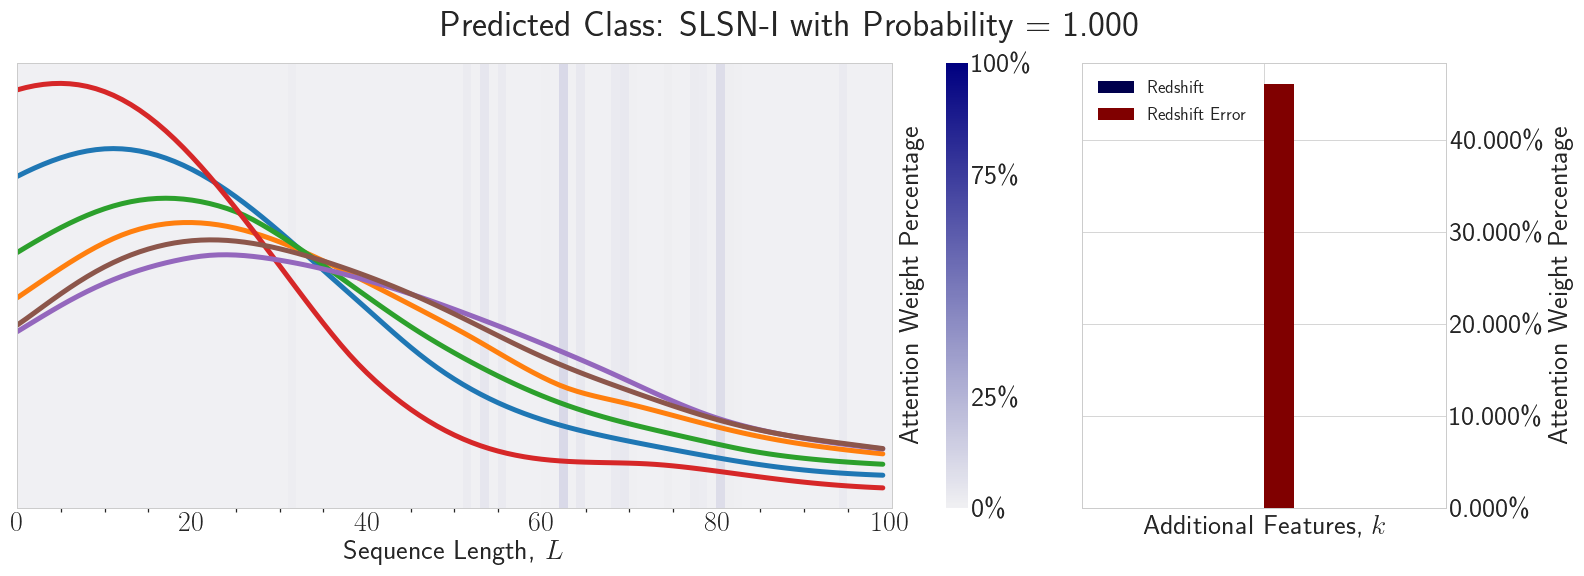 Predicted Class: SLSN-I with Probability = 1.000
100%
75%
25%
0%
Attention Weight Percentage
0 20 40 60 80 100
Sequence Length, L
Redshift
Redshift Error
40.000%
30.000%
20.000%
10.000%
0.000%
Attention Weight Percentage
Additional Features, k